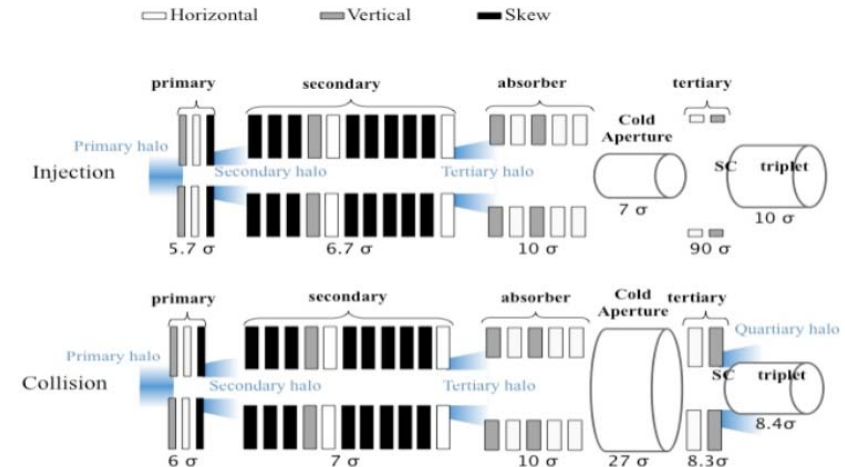 Horizontal Vertical Skew
primary secondary absorber tertiary
Cold
Aperture
Primary halo
Injection
Secondary halo Tertiary halo
SC triplet
7 σ
10 σ
5.7 σ 6.7 σ 10 σ 90 σ
primary secondary absorber Cold tertiary
Aperture
Quartiary halo
Primary halo
Collision
Secondary halo Tertiary halo
SC triplet
8.4σ
6 σ 7 σ 10 σ 27 σ 8.3σ